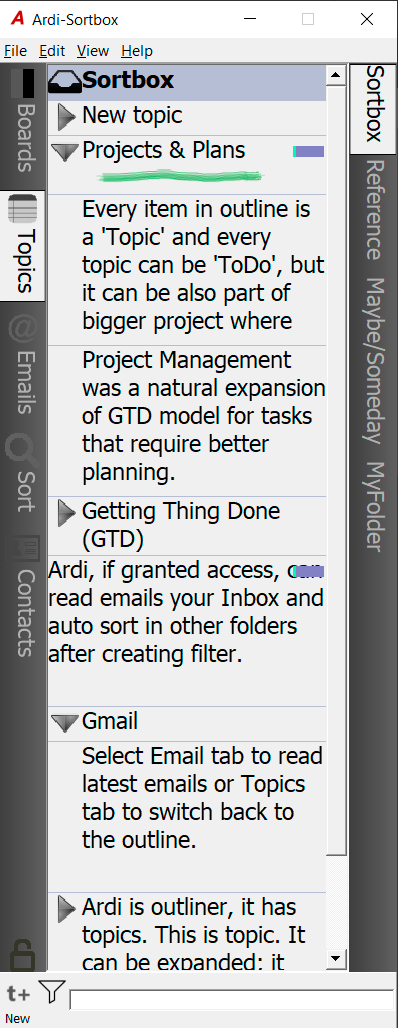 Ardi-Sortbox
File Edit View Help
Boards
Topics
Emails
Sort
Contacts
Sortbox
New topic
Projects & Plans
Every item in outline is
a 'Topic' and every
topic can be 'ToDo', but
it can be also part of
bigger project where
Project Management
was a natural expansion
of GTD model for tasks
that require better
planning.
Getting Thing Done
(GTD)
Ardi, if granted access, can
read emails your Inbox and
auto sort in other folders
after creating filter.
Gmail
Select Email tab to read
latest emails or Topics
tab to switch back to
the outline.
Ardi is outliner, it has
topics. This is topic. It
can be expanded; it
Sortbox
Reference
Maybe/Someday
MyFolder
t+
New